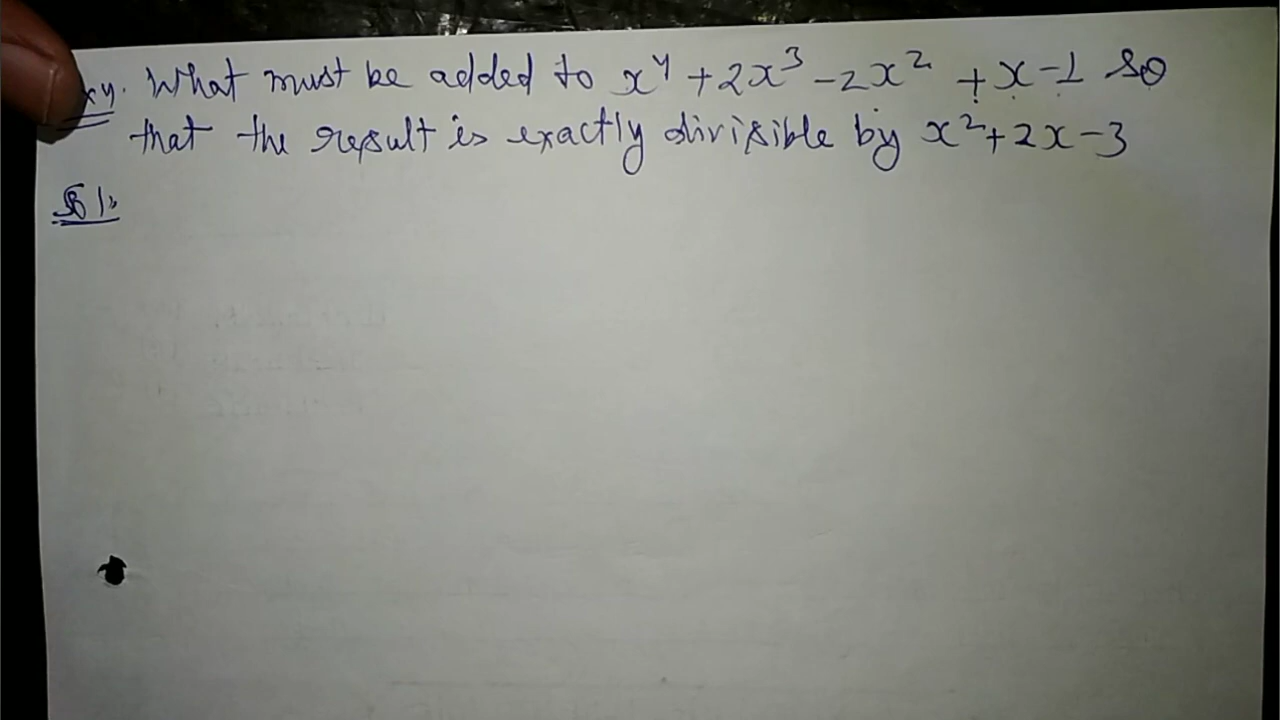 xy. What must be added to x⁴ + 2x³ - 2x² + x - 1 so
that the result is exactly divisible by x² + 2x - 3
Sol: